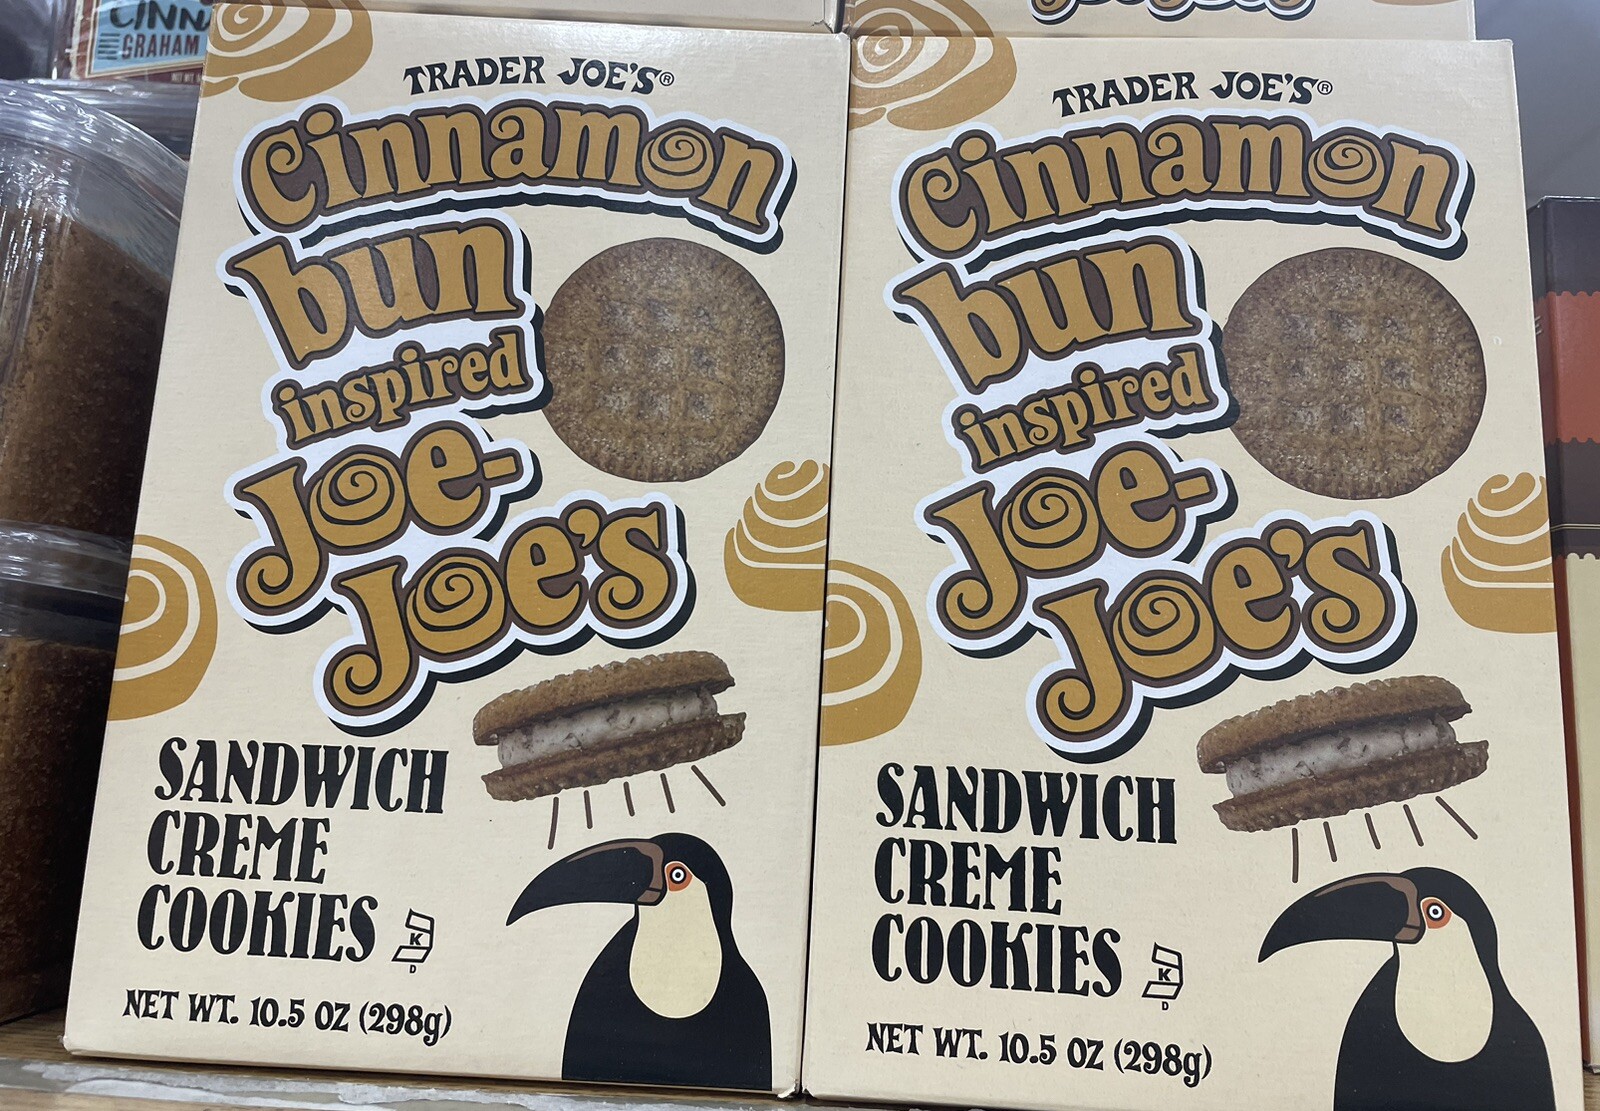 CINN
GRAHAM
TRADER JOE'S®
Cinnamon
bun
inspired
Joe-
Joe's
SANDWICH
CREME
COOKIES
K
D
NET WT. 10.5 OZ (298g)
TRADER JOE'S®
Cinnamon
bun
inspired
Joe-
Joe's
SANDWICH
CREME
COOKIES
K
D
NET WT. 10.5 OZ (298g)